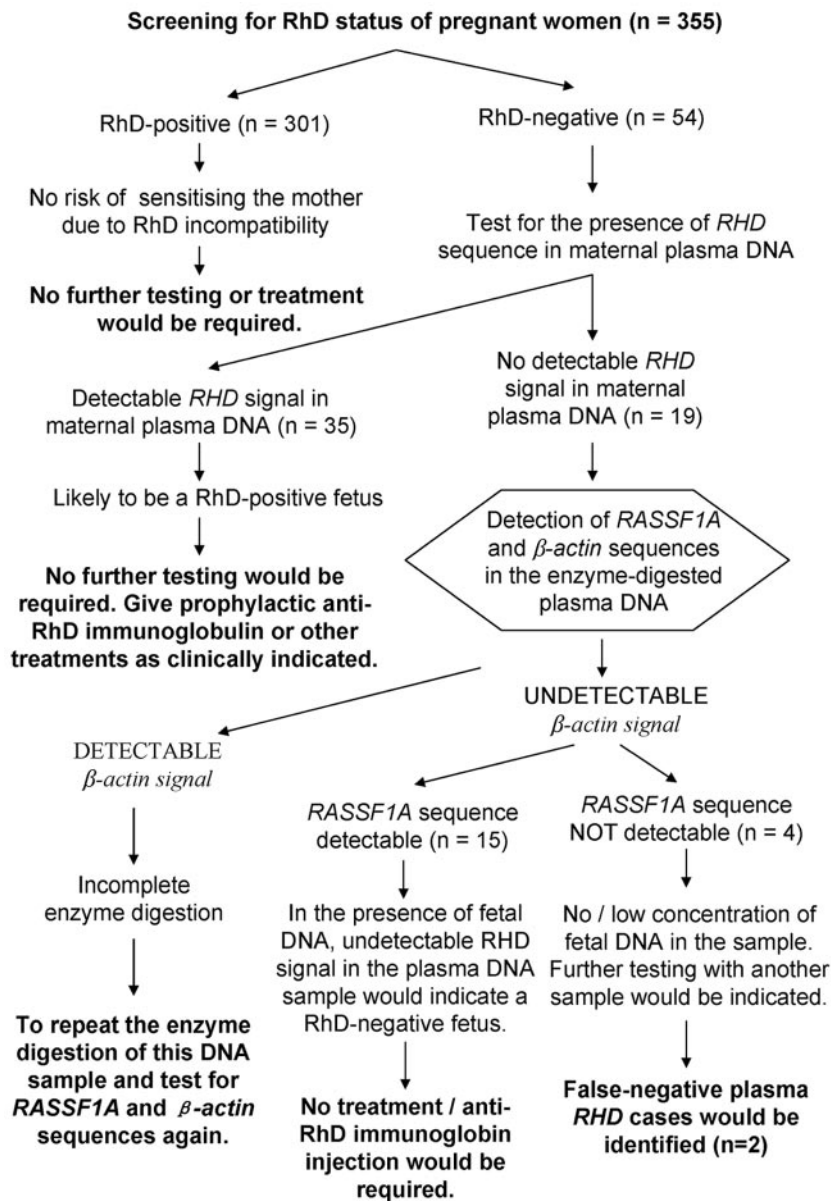 Screening for RhD status of pregnant women (n = 355)
RhD-positive (n = 301)
RhD-negative (n = 54)
No risk of sensitising the mother
due to RhD incompatibility
Test for the presence of RHD
sequence in maternal plasma DNA
No further testing or treatment
would be required.
Detectable RHD signal in
maternal plasma DNA (n = 35)
No detectable RHD
signal in maternal
plasma DNA (n = 19)
Likely to be a RhD-positive fetus
No further testing would be
required. Give prophylactic anti-
RhD immunoglobulin or other
treatments as clinically indicated.
Detection of RASSF1A
and β-actin sequences
in the enzyme-digested
plasma DNA
DETECTABLE
β-actin signal
UNDETECTABLE
β-actin signal
Incomplete
enzyme digestion
To repeat the enzyme
digestion of this DNA
sample and test for
RASSF1A and β-actin
sequences again.
RASSF1A sequence
detectable (n = 15)
In the presence of fetal
DNA, undetectable RHD
signal in the plasma DNA
sample would indicate a
RhD-negative fetus.
No treatment / anti-
RhD immunoglobin
injection would be
required.
RASSF1A sequence
NOT detectable (n = 4)
No / low concentration of
fetal DNA in the sample.
Further testing with another
sample would be indicated.
False-negative plasma
RHD cases would be
identified (n=2)